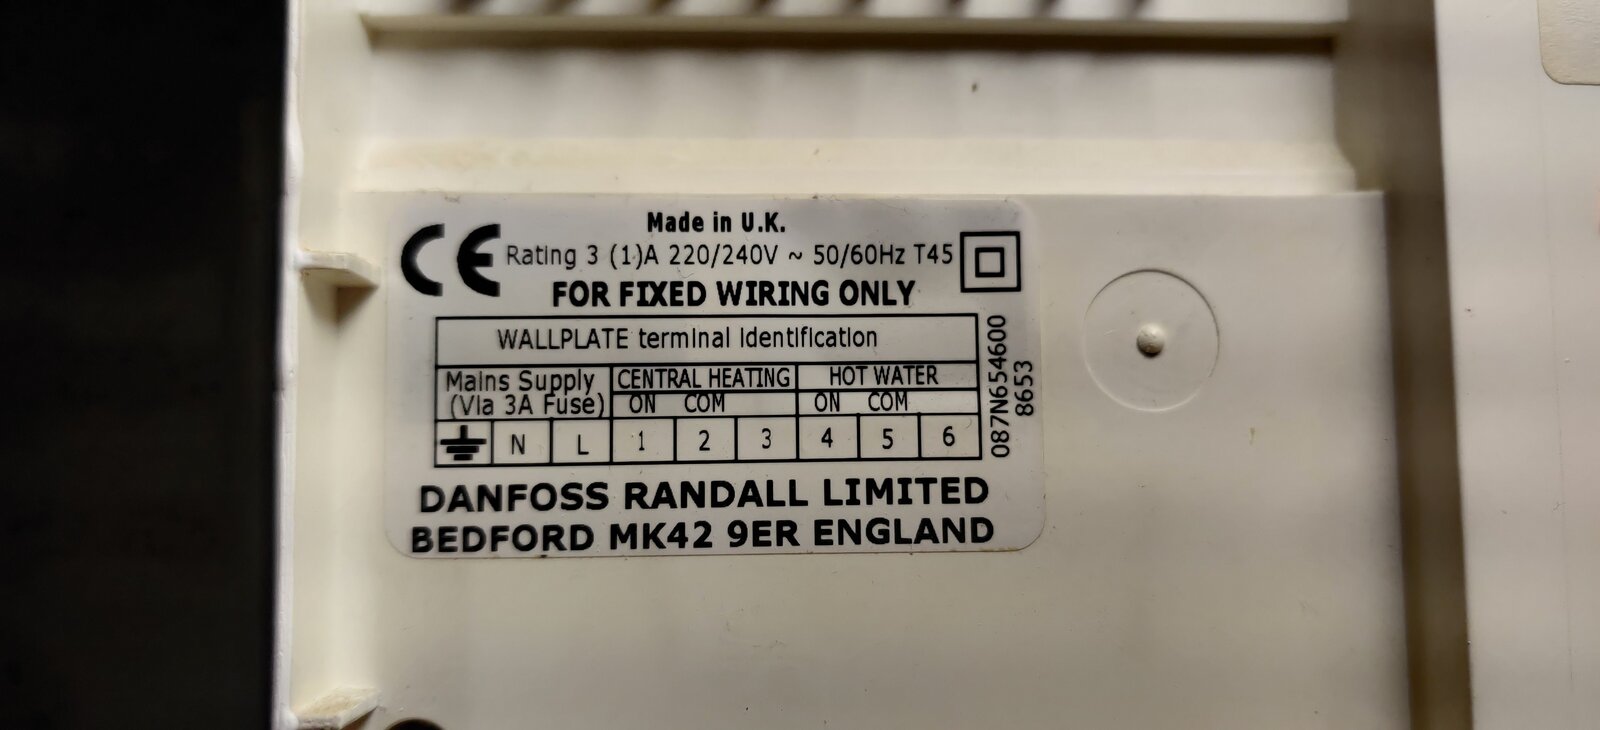 Made in U.K.
CE Rating 3 (1)A 220/240V ~ 50/60Hz T45
FOR FIXED WIRING ONLY
WALLPLATE terminal identification
Mains Supply CENTRAL HEATING HOT WATER
(Via 3A Fuse) ON COM ON COM
N L 1 2 3 4 5 6
087N654600
8653
DANFOSS RANDALL LIMITED
BEDFORD MK42 9ER ENGLAND